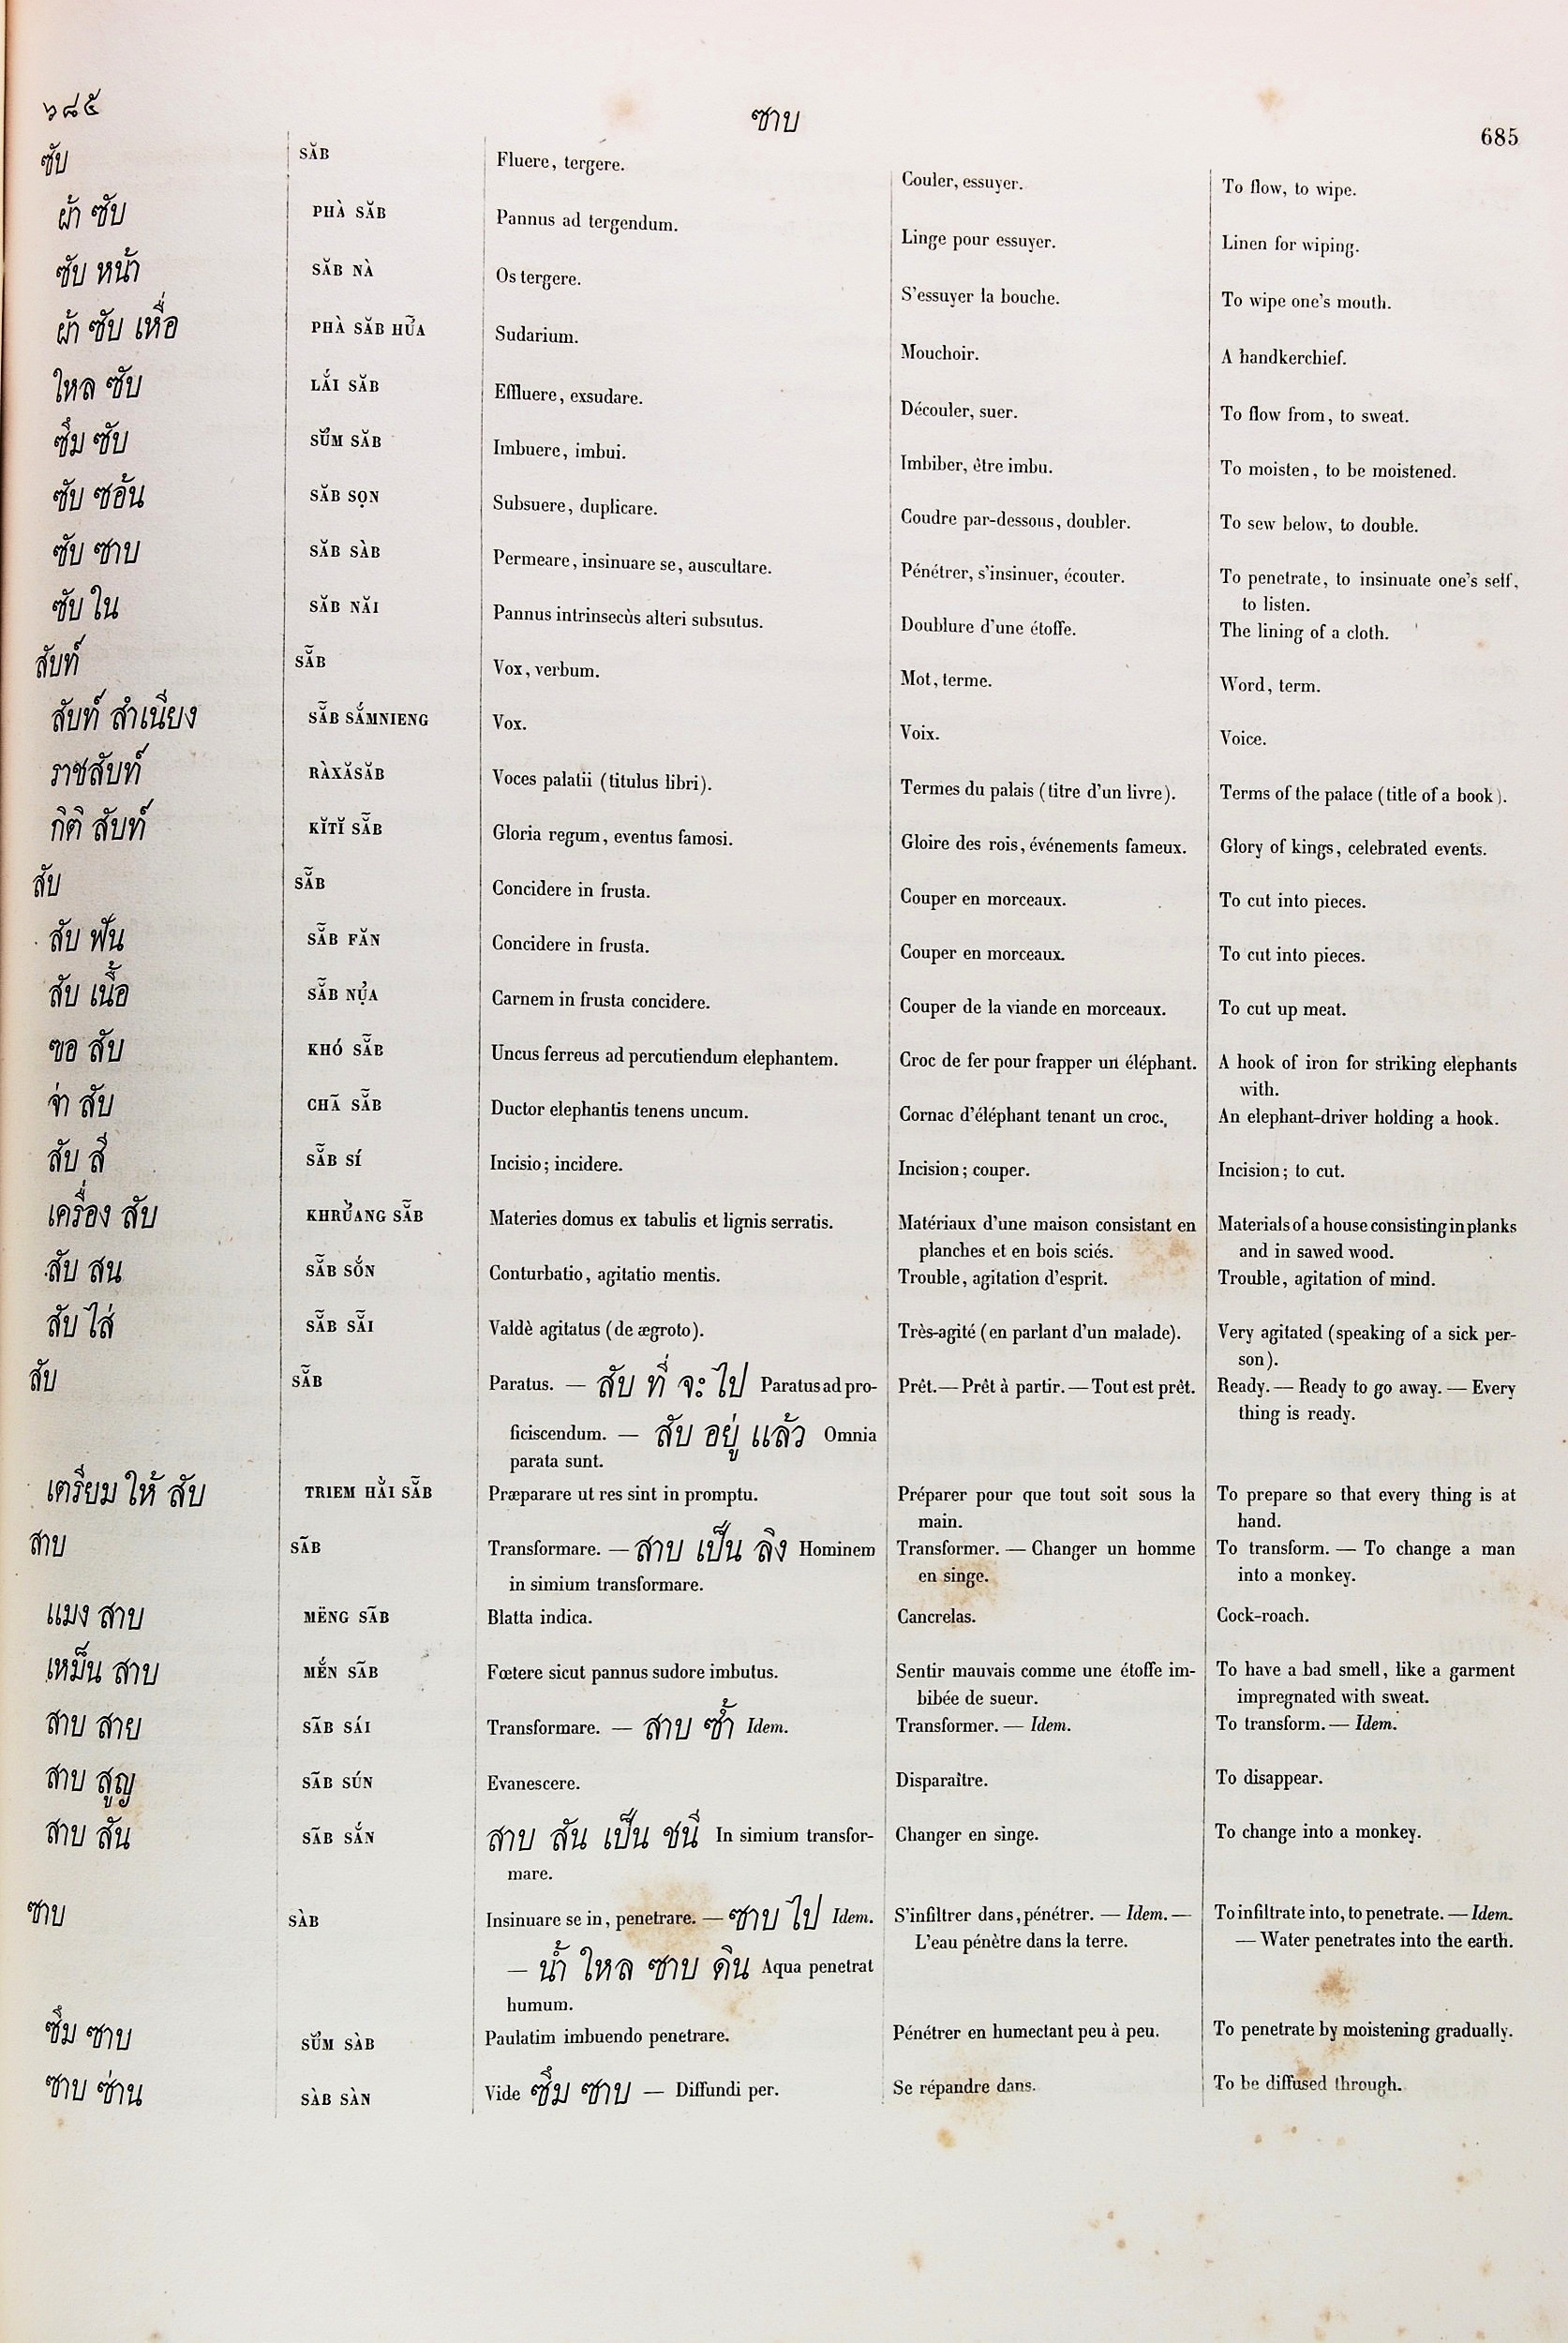 ๖๘๕ ซาบ 685
ซับ SĂB Fluere, tergere. Couler, essuyer. To flow, to wipe.
ผ้า ซับ PHÀ SĂB Pannus ad tergendum. Linge pour essuyer. Linen for wiping.
ซับ หน้า SĂB NÀ Os tergere. S'essuyer la bouche. To wipe one's mouth.
ผ้า ซับ เหื่อ PHÀ SĂB HỮA Sudarium. Mouchoir. A handkerchief.
ใหล ซับ LẮI SĂB Effluere, exsudare. Découler, suer. To flow from, to sweat.
ซึม ซับ SŬ̉M SĂB Imbuere, imbui. Imbiber, être imbu. To moisten, to be moistened.
ซับ ซอ้น SĂB SỌN Subsuere, duplicare. Coudre par-dessous, doubler. To sew below, to double.
ซับ ซาบ SĂB SÀB Permeare, insinuare se, auscultare. Pénétrer, s'insinuer, écouter. To penetrate, to insinuate one's self,
to listen.
ซับ ใน SĂB NĂI Pannus intrinsecùs alteri subsutus. Doublure d'une étoffe. The lining of a cloth.
สับท์ SẴB Vox, verbum. Mot, terme. Word, term.
สับท์ สำเนียง SẴB SẮMNIENG Vox. Voix. Voice.
ราชสับท์ RÀXĂSĂB Voces palatii (titulus libri). Termes du palais (titre d'un livre). Terms of the palace (title of a book).
กิติ สับท์ KĬTĬ SẴB Gloria regum, eventus famosi. Gloire des rois, événements fameux. Glory of kings, celebrated events.
สับ SẴB Concidere in frusta. Couper en morceaux. To cut into pieces.
สับ ฟัน SẴB FĂN Concidere in frusta. Couper en morceaux. To cut into pieces.
สับ เนื้อ SẴB NỤ̉A Carnem in frusta concidere. Couper de la viande en morceaux. To cut up meat.
ขอ สับ KHÓ SẴB Uncus ferreus ad percutiendum elephantem. Croc de fer pour frapper un éléphant. A hook of iron for striking elephants
with.
จ่า สับ CHÃ SẴB Ductor elephantis tenens uncum. Cornac d'éléphant tenant un croc. An elephant-driver holding a hook.
สับ สี SẴB SÍ Incisio; incidere. Incision; couper. Incision; to cut.
เครื่อง สับ KHRỪANG SẴB Materies domus ex tabulis et lignis serratis. Matériaux d'une maison consistant en Materials of a house consisting in planks
planches et en bois sciés. and in sawed wood.
สับ สน SẴB SÓN Conturbatio, agitatio mentis. Trouble, agitation d'esprit. Trouble, agitation of mind.
สับ ไส่ SẴB SẴI Valdè agitatus (de ægroto). Très-agité (en parlant d'un malade). Very agitated (speaking of a sick per-
son).
สับ SẴB Paratus. — สับ ที่ จะ ไป Paratus ad pro- Prêt. — Prêt à partir. — Tout est prêt. Ready. — Ready to go away. — Every
thing is ready.
ficiscendum. — สับ อยู่ แล้ว Omnia
parata sunt.
เตรียม ให้ สับ TRIEM HẰI SẴB Præparare ut res sint in promptu. Préparer pour que tout soit sous la To prepare so that every thing is at
main. hand.
สาบ SÃB Transformare. — สาบ เป็น ลิง Hominem Transformer. — Changer un homme To transform. — To change a man
in simium transformare. en singe. into a monkey.
แมง สาบ MËNG SÃB Blatta indica. Cancrelas. Cock-roach.
เหม็น สาบ MẾN SÃB Fœtere sicut pannus sudore imbutus. Sentir mauvais comme une étoffe im- To have a bad smell, like a garment
bibée de sueur. impregnated with sweat.
สาบ สาย SÃB SÁI Transformare. — สาบ ซ้ำ Idem. Transformer. — Idem. To transform. — Idem.
สาบ สูญ SÃB SÚN Evanescere. Disparaître. To disappear.
สาบ สัน SÃB SẮN สาบ สัน เป็น ชนี In simium transfor- Changer en singe. To change into a monkey.
mare.
ซาบ SÀB Insinuare se in, penetrare. — ซาบ ไป Idem. S'infiltrer dans, pénétrer. — Idem. — To infiltrate into, to penetrate. — Idem.
L'eau pénètre dans la terre. — Water penetrates into the earth.
— น้ำ ใหล ซาบ ดิน Aqua penetrat
humum.
ซึม ซาบ SŬ̉M SÀB Paulatim imbuendo penetrare. Pénétrer en humectant peu à peu. To penetrate by moistening gradually.
ซาบ ซ่าน SÀB SÀN Vide ซึม ซาบ — Diffundi per. Se répandre dans. To be diffused through.